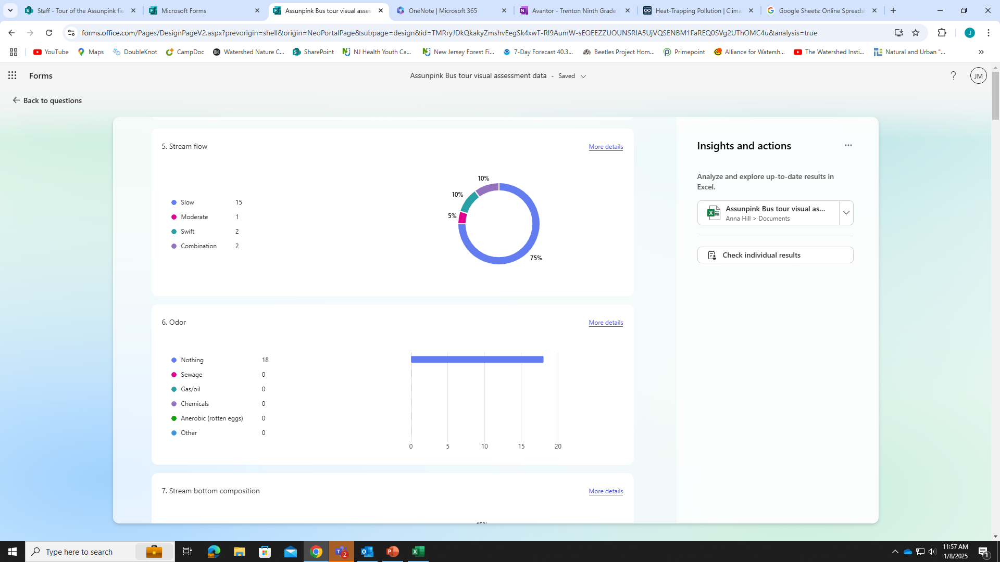 Staff - Tour of the Assunpink fie
Microsoft Forms
Assunpink Bus tour visual asses
OneNote | Microsoft 365
Avantor - Trenton Ninth Grade
Heat-Trapping Pollution | Clima
Google Sheets: Online Spreads
forms.office.com/Pages/DesignPageV2.aspx?prevorigin=shell&origin=NeoPortalPage&subpage=design&id=TMRryJDkQkakyZmshvEegSk4xwT-Rl9AumW-sEOEEZZUOUNSRIA5UjVQSENBM1FaREQ0SVg2UThOMC4u&analysis=true
J
YouTube
Maps
DoubleKnot
CampDoc
Watershed Nature C...
SharePoint
NJ Health Youth Ca...
New Jersey Forest Fi...
7-Day Forecast 40.3...
Beetles Project Hom...
Primepoint
Alliance for Watersh...
The Watershed Insti...
Natural and Urban "...
Forms
Assunpink Bus tour visual assessment data - Saved
?
JM
Back to questions
5. Stream flow
More details
Slow 15
Moderate 1
Swift 2
Combination 2
10%
10%
5%
75%
6. Odor
More details
Nothing 18
Sewage 0
Gas/oil 0
Chemicals 0
Anerobic (rotten eggs) 0
Other 0
0 5 10 15 20
7. Stream bottom composition
More details
Insights and actions
Analyze and explore up-to-date results in
Excel.
Assunpink Bus tour visual as...
Anna Hill > Documents
Check individual results
Type here to search
2
11:57 AM
1/8/2025
1